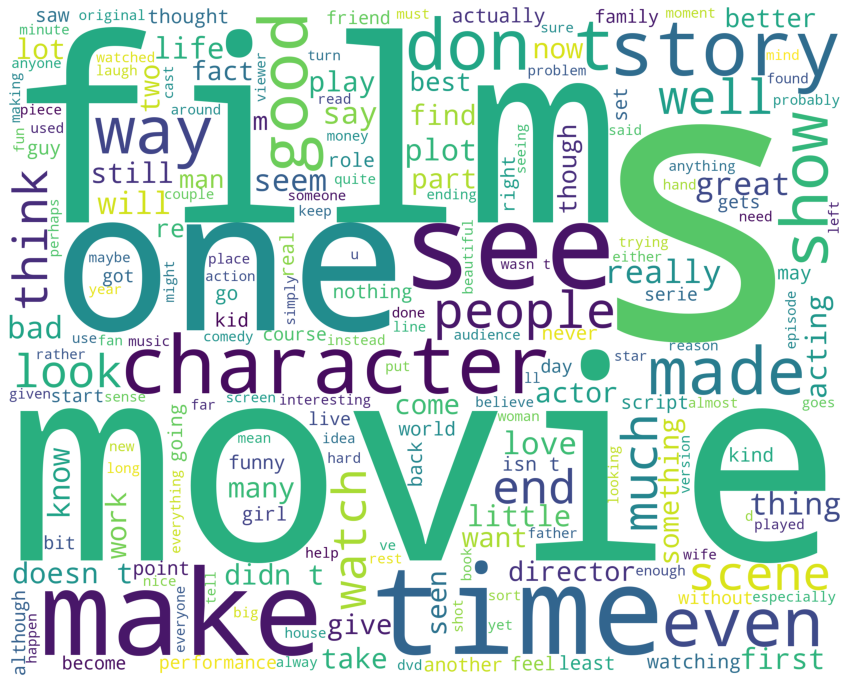 saw original thought
minute
anyone
making
watched
laugh
lot
life
two
cast
fact
piece
used
around
fun
guy
way
m
good
viewer
friend
turn
play
read
say
money
role
quite
still
man
couple
will
seem
someone
keep
film
don t
actually
must
family
sure
moment
better
best
now
problem
mind
found
story
find
set
well
probably
plot
said
part
right
seeing
though
ending
show
S
anything
hand
great
gets
need
left
think
perhaps
re
one
maybe
got
year
might
place
action
go
kid
simply
real
u
nothing
see
beautiful
wasn t
trying
either
really
may
serie
people
done
line
never
audience
episode
bad
use
fan
music
comedy
course
instead
rather
look
character
put
ll
day
star
reason
made
acting
given
start
sense
far
screen
interesting
believe
woman
actor
script
almost
goes
come
live
world
new
long
know
work
going
everything
mean
idea
funny
hard
many
girl
back
love
isn t
looking
much
something
version
kind
thing
d
played
movie
watch
end
little
want
father
bit
help
ve
rest
wife
doesn t
point
didn t
book
director
enough
scene
without
especially
nice
tell
although
happen
make
everyone
big
house
give
time
seen
shot
sort
yet
even
become
performance
alway
take
dvd
another
feel
least
watching
first